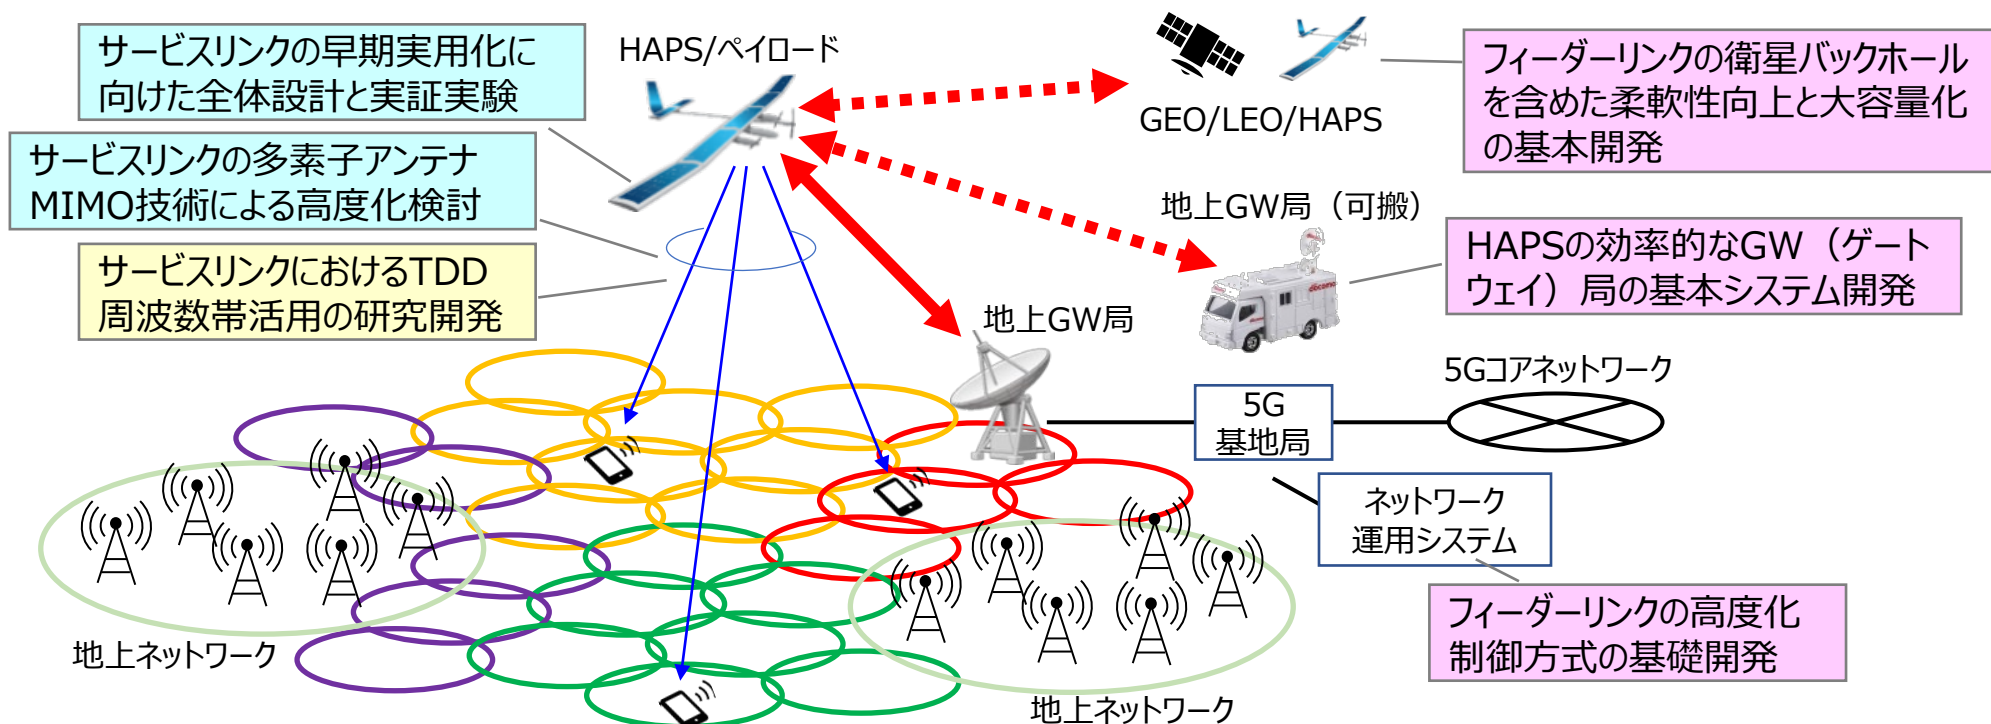 サービスリンクの早期実用化に
向けた全体設計と実証実験
HAPS/ペイロード
GEO/LEO/HAPS
フィーダーリンクの衛星バックホール
を含めた柔軟性向上と大容量化
の基本開発
サービスリンクの多素子アンテナ
MIMO技術による高度化検討
地上GW局（可搬）
HAPSの効率的なGW（ゲート
ウェイ）局の基本システム開発
サービスリンクにおけるTDD
周波数帯活用の研究開発
döcomo
地上GW局
5G
基地局
5Gコアネットワーク
ネットワーク
運用システム
フィーダーリンクの高度化
制御方式の基礎開発
地上ネットワーク
地上ネットワーク